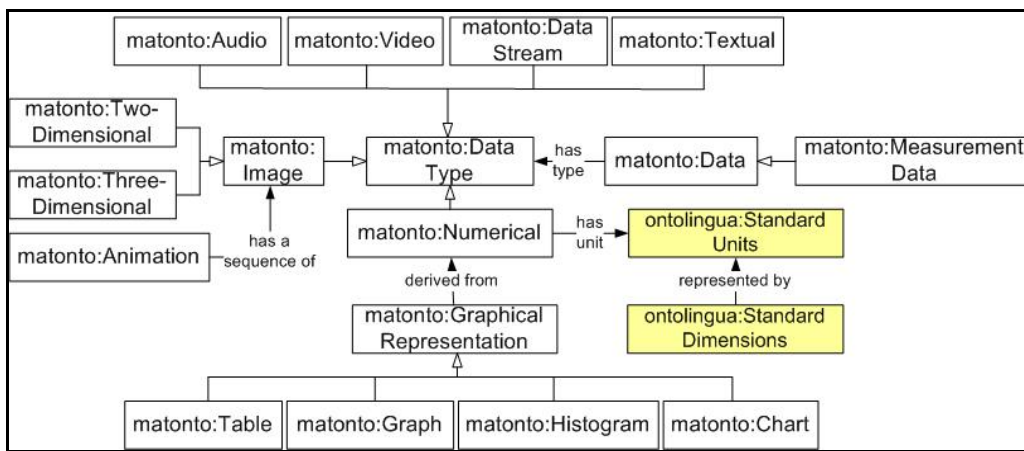 matonto:Audio
matonto:Video
matonto:Data
Stream
matonto:Textual
matonto:Two-
Dimensional
matonto:Three-
Dimensional
matonto:
Image
matonto:Data
Type
has
type
matonto:Data
matonto:Measurement
Data
matonto:Animation
has a
sequence of
matonto:Numerical
has
unit
ontolingua:Standard
Units
derived from
represented by
matonto:Graphical
Representation
ontolingua:Standard
Dimensions
matonto:Table
matonto:Graph
matonto:Histogram
matonto:Chart